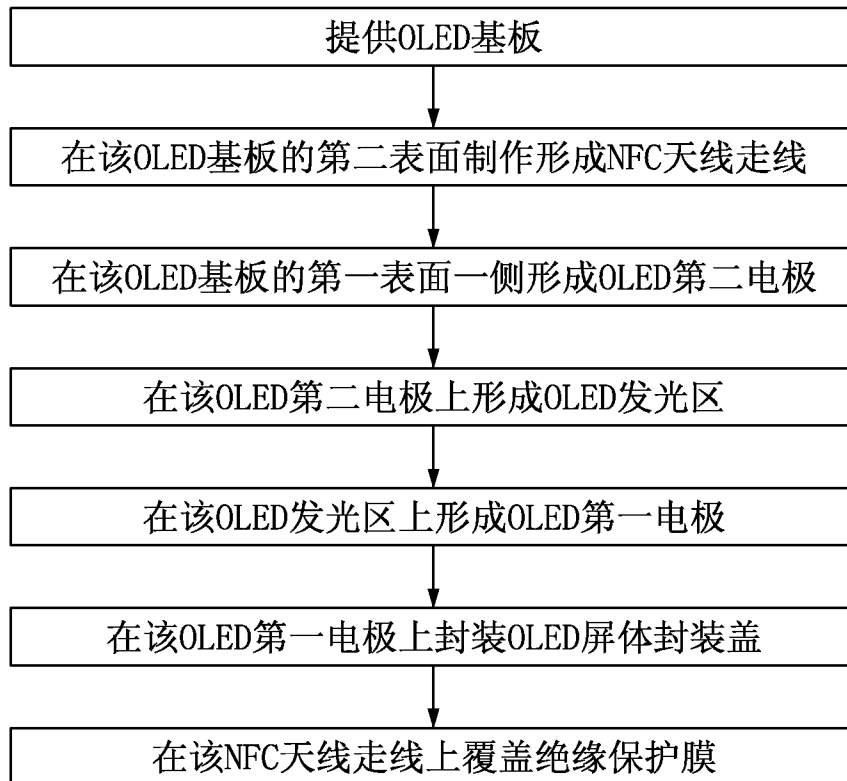 提供OLED基板
在该OLED基板的第二表面制作形成NFC天线走线
在该OLED基板的第一表面一侧形成OLED第二电极
在该OLED第二电极上形成OLED发光区
在该OLED发光区上形成OLED第一电极
在该OLED第一电极上封装OLED屏体封装盖
在该NFC天线走线上覆盖绝缘保护膜